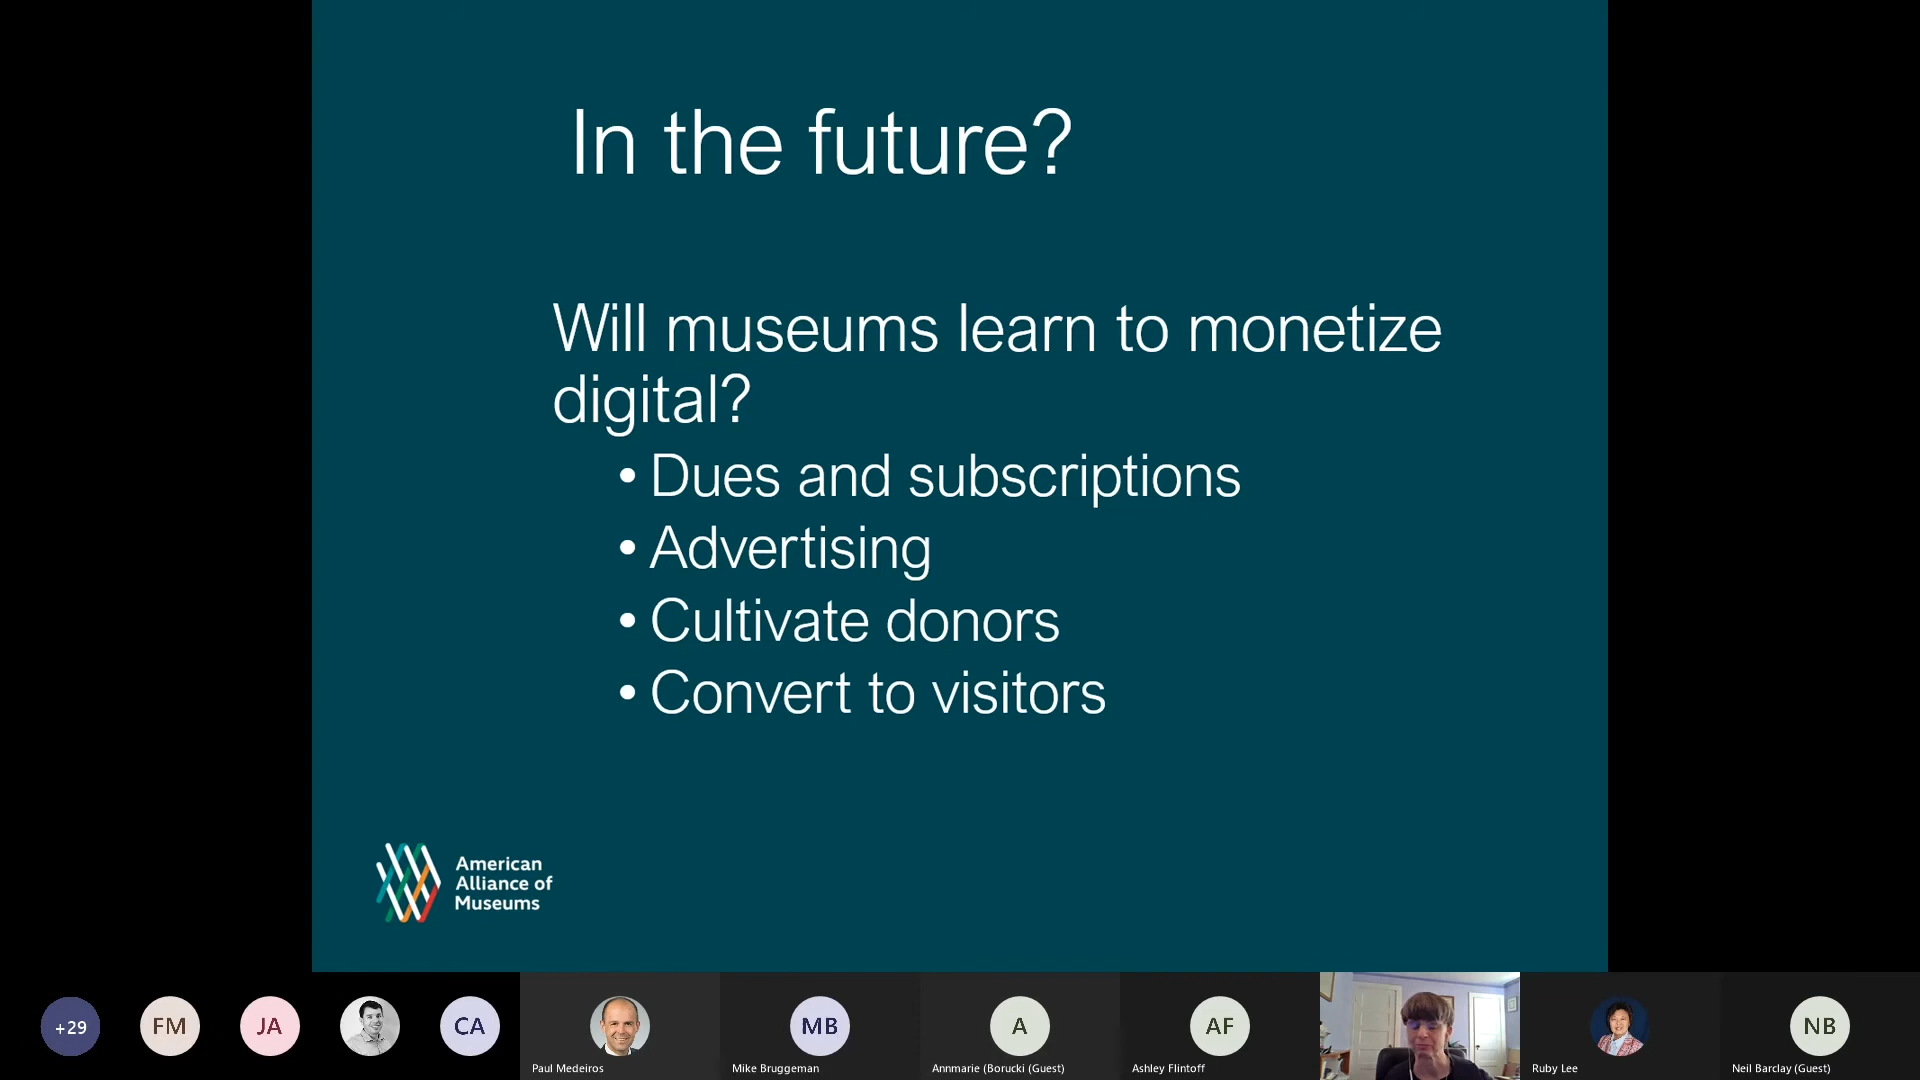 In the future?
Will museums learn to monetize
digital?
• Dues and subscriptions
• Advertising
• Cultivate donors
• Convert to visitors
American
Alliance of
Museums
+29
FM
JA
CA
MB
A
AF
NB
Paul Medeiros
Mike Bruggeman
Annmarie (Borucki (Guest)
Ashley Flintoff
Ruby Lee
Neil Barclay (Guest)